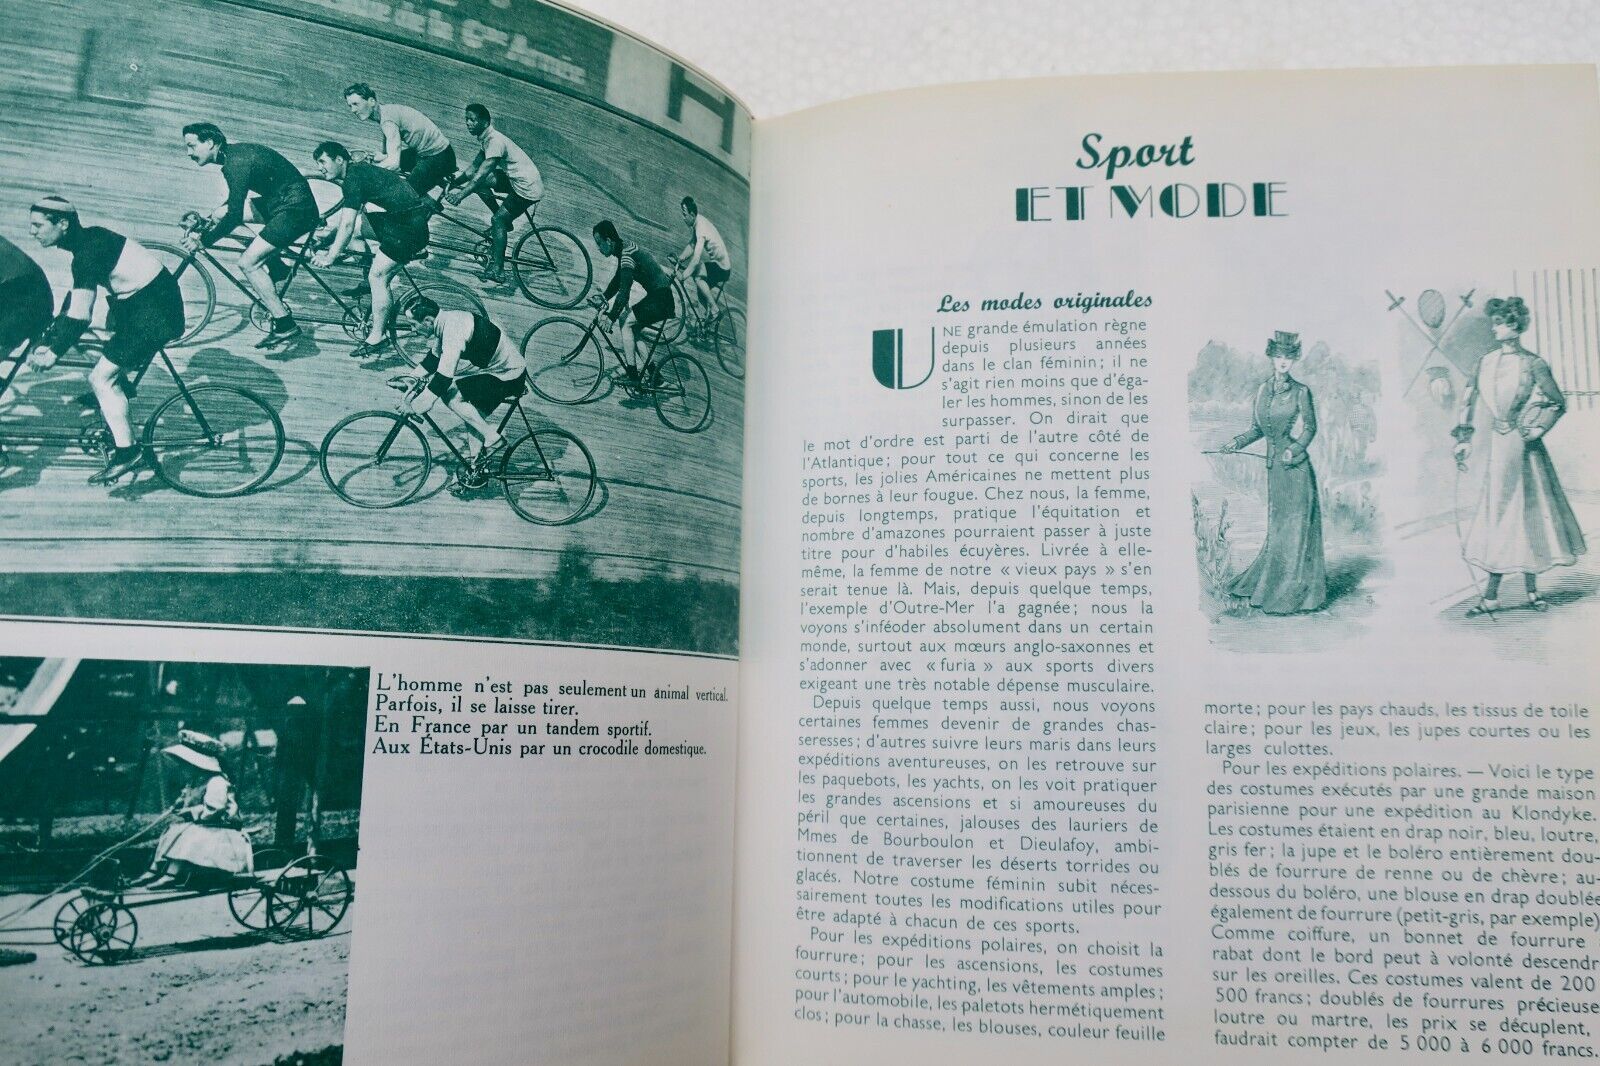 L'homme n'est pas seulement un animal vertical.
Parfois, il se laisse tirer.
En France par un tandem sportif.
Aux États-Unis par un crocodile domestique.
Sport
ET MODE
Les modes originales
UNE grande émulation règne
depuis plusieurs années
dans le clan féminin ; il ne
s'agit rien moins que d'éga-
ler les hommes, sinon de les
surpasser. On dirait que
le mot d'ordre est parti de l'autre côté de
l'Atlantique ; pour tout ce qui concerne les
sports, les jolies Américaines ne mettent plus
de bornes à leur fougue. Chez nous, la femme,
depuis longtemps, pratique l'équitation et
nombre d'amazones pourraient passer à juste
titre pour d'habiles écuyères. Livrée à elle-
même, la femme de notre « vieux pays » s'en
serait tenue là. Mais, depuis quelque temps,
l'exemple d'Outre-Mer l'a gagnée ; nous la
voyons s'inféoder absolument dans un certain
monde, surtout aux mœurs anglo-saxonnes et
s'adonner avec « furia » aux sports divers
exigeant une très notable dépense musculaire.
Depuis quelque temps aussi, nous voyons
certaines femmes devenir de grandes chas-
seresses ; d'autres suivre leurs maris dans leurs
expéditions aventureuses, on les retrouve sur
les paquebots, les yachts, on les voit pratiquer
les grandes ascensions et si amoureuses du
péril que certaines, jalouses des lauriers de
Mmes de Bourboulon et Dieulafoy, ambi-
tionnent de traverser les déserts torrides ou
glacés. Notre costume féminin subit néces-
sairement toutes les modifications utiles pour
être adapté à chacun de ces sports.
Pour les expéditions polaires, on choisit la
fourrure ; pour les ascensions, les costumes
courts ; pour le yachting, les vêtements amples ;
pour l'automobile, les paletots hermétiquement
clos ; pour la chasse, les blouses, couleur feuille
morte ; pour les pays chauds, les tissus de toile
claire ; pour les jeux, les jupes courtes ou les
larges culottes.
Pour les expéditions polaires. — Voici le type
des costumes exécutés par une grande maison
parisienne pour une expédition au Klondyke.
Les costumes étaient en drap noir, bleu, loutre,
gris fer ; la jupe et le boléro entièrement dou-
blés de fourrure de renne ou de chèvre ; au-
dessous du boléro, une blouse en drap doublée
également de fourrure (petit-gris, par exemple)
Comme coiffure, un bonnet de fourrure
rabat dont le bord peut à volonté descendr
sur les oreilles. Ces costumes valent de 200
500 francs ; doublés de fourrures précieuse
loutre ou martre, les prix se décuplent,
faudrait compter de 5 000 à 6 000 francs.